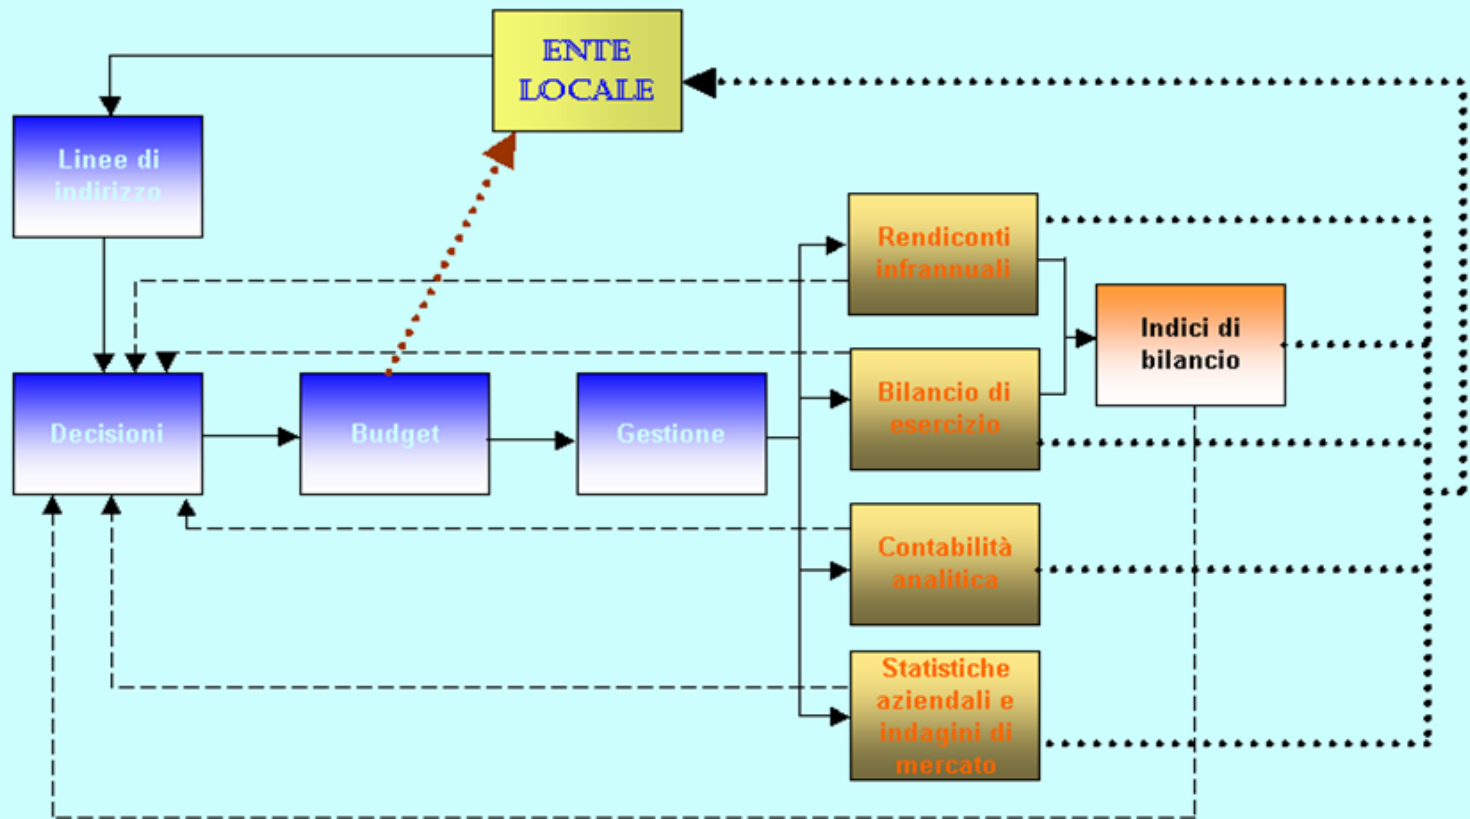 ENTE
LOCALE
Linee di
indirizzo
Rendiconti
infrannuali
Indici di
bilancio
Decisioni
Budget
Gestione
Bilancio di
esercizio
Contabilità
analitica
Statistiche
aziendali e
indagini di
mercato